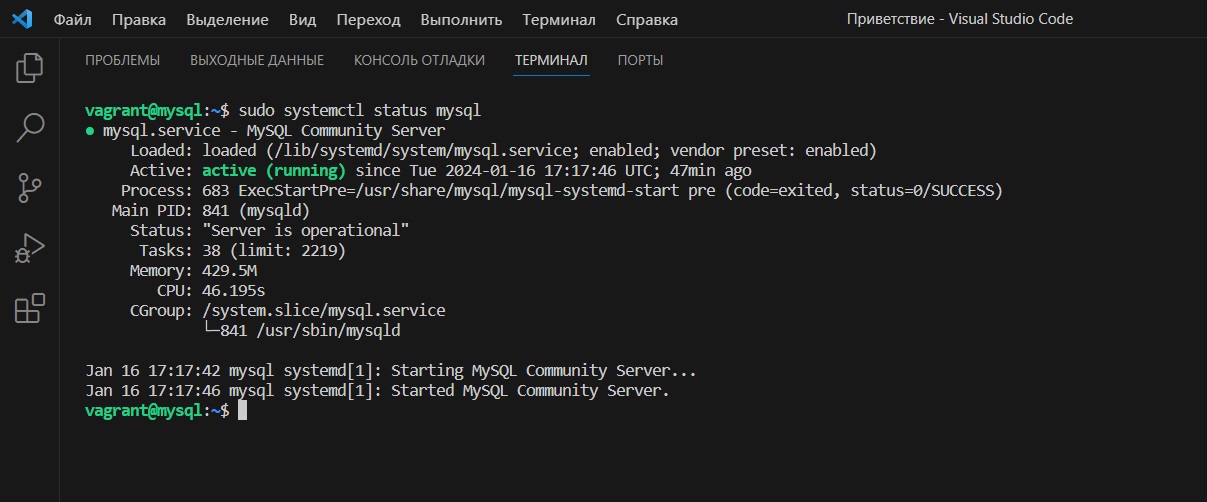 Файл Правка Выделение Вид Переход Выполнить Терминал Справка Приветствие - Visual Studio Code
ПРОБЛЕМЫ ВЫХОДНЫЕ ДАННЫЕ КОНСОЛЬ ОТЛАДКИ ТЕРМИНАЛ ПОРТЫ
vagrant@mysql:~$ sudo systemctl status mysql
● mysql.service - MySQL Community Server
Loaded: loaded (/lib/systemd/system/mysql.service; enabled; vendor preset: enabled)
Active: active (running) since Tue 2024-01-16 17:17:46 UTC; 47min ago
Process: 683 ExecStartPre=/usr/share/mysql/mysql-systemd-start pre (code=exited, status=0/SUCCESS)
Main PID: 841 (mysqld)
Status: "Server is operational"
Tasks: 38 (limit: 2219)
Memory: 429.5M
CPU: 46.195s
CGroup: /system.slice/mysql.service
└─841 /usr/sbin/mysqld
Jan 16 17:17:42 mysql systemd[1]: Starting MySQL Community Server...
Jan 16 17:17:46 mysql systemd[1]: Started MySQL Community Server.
vagrant@mysql:~$